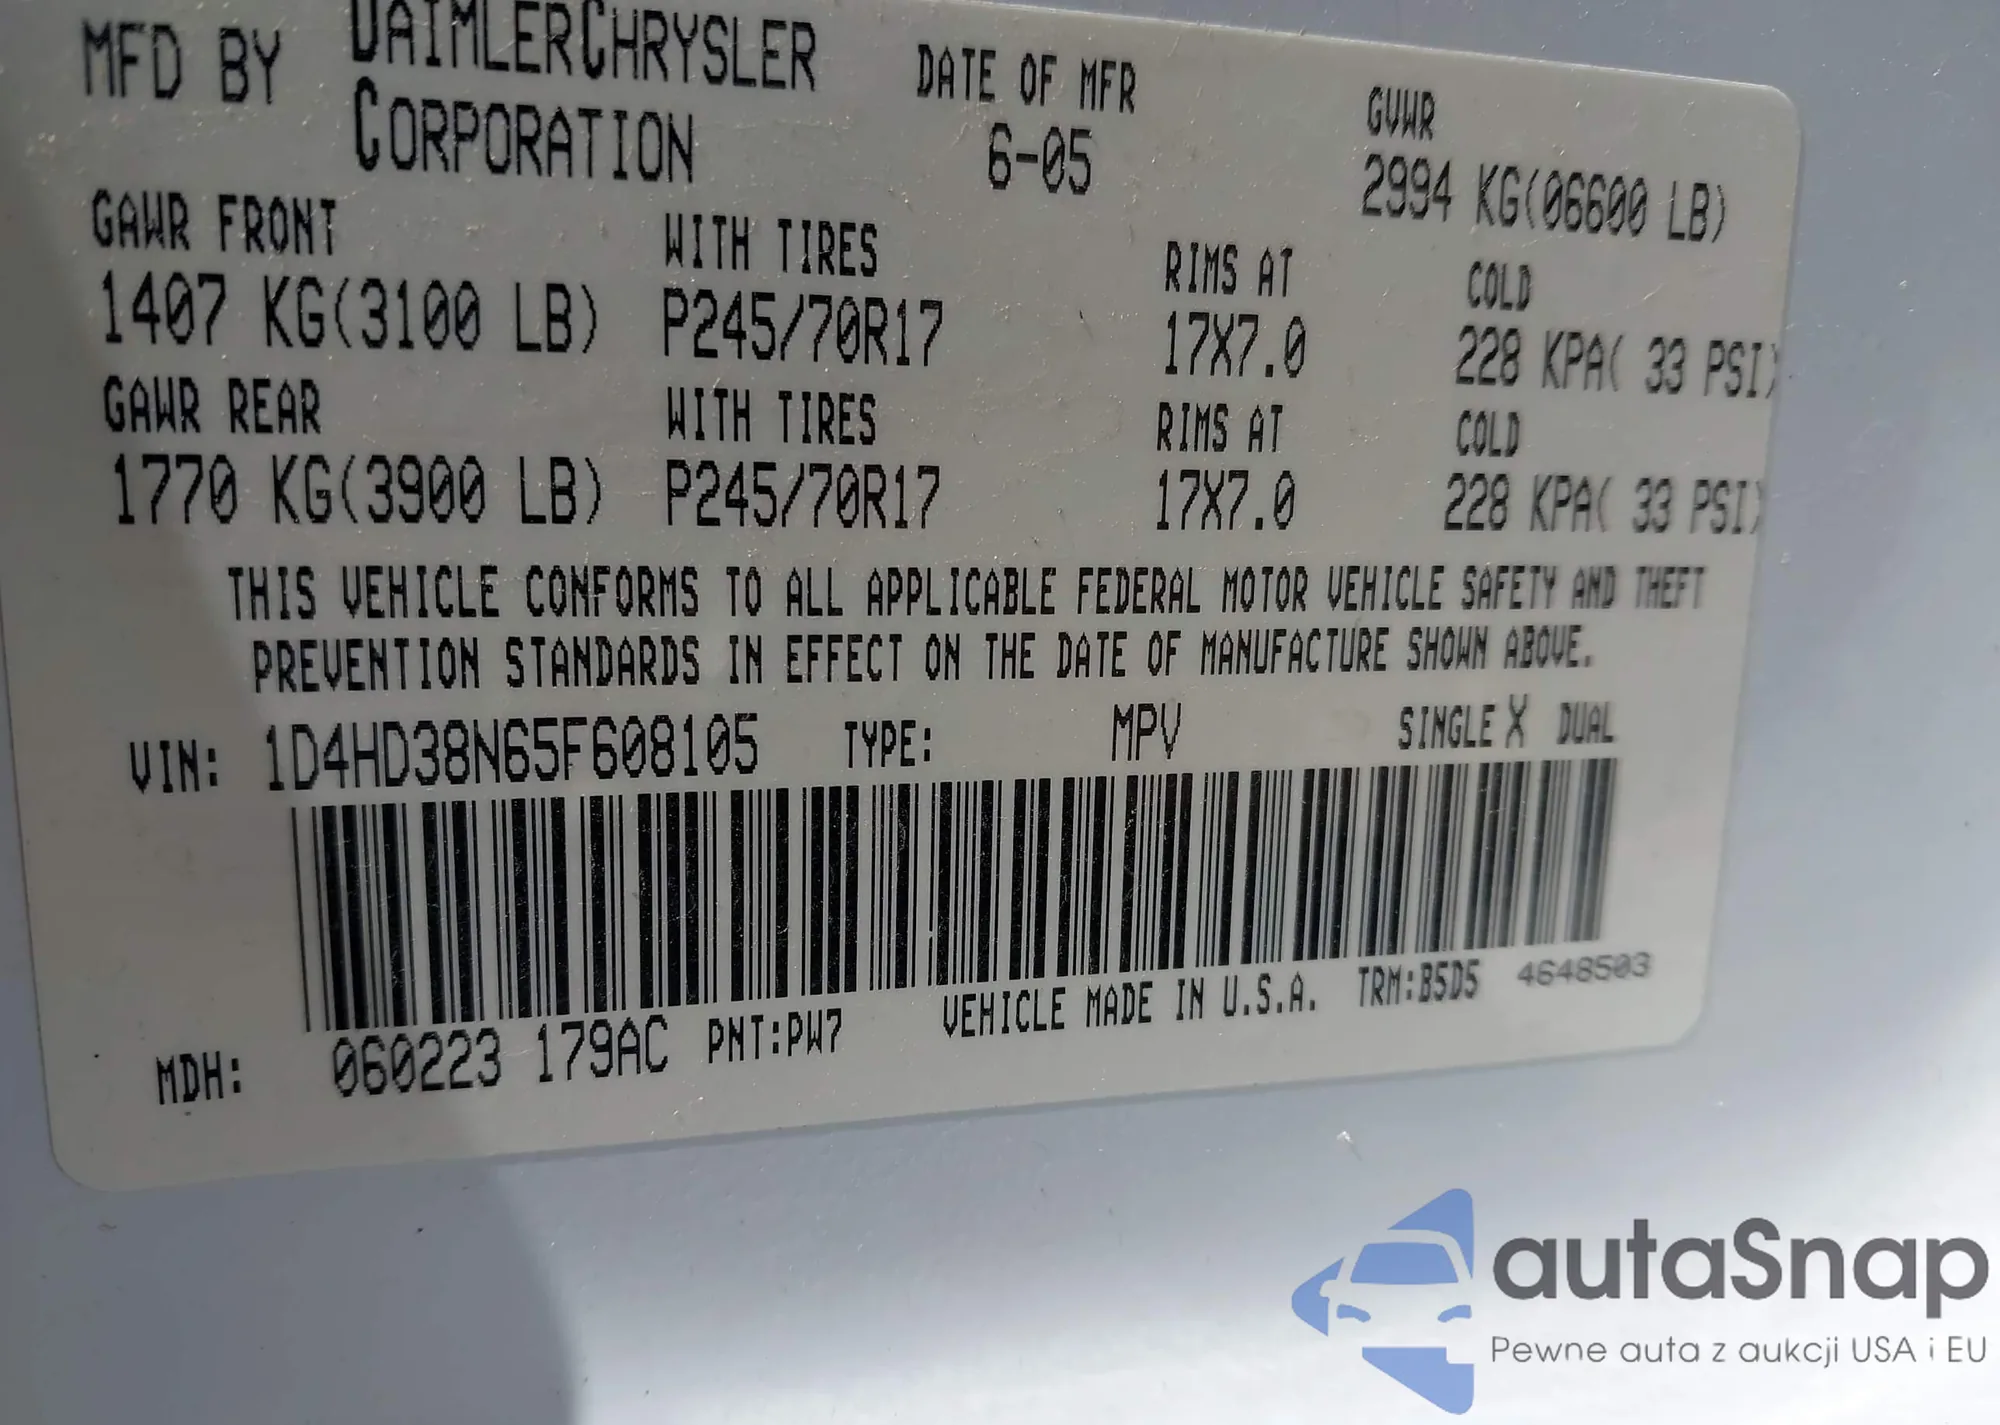 MFD BY DAIMLERCHRYSLER CORPORATION
DATE OF MFR
6-05
GVWR
2994 KG(06600 LB)
GAWR FRONT WITH TIRES RIMS AT COLD
1407 KG(3100 LB) P245/70R17 17X7.0 228 KPA( 33 PSI)
GAWR REAR WITH TIRES RIMS AT COLD
1770 KG(3900 LB) P245/70R17 17X7.0 228 KPA( 33 PSI)
THIS VEHICLE CONFORMS TO ALL APPLICABLE FEDERAL MOTOR VEHICLE SAFETY AND THEFT
PREVENTION STANDARDS IN EFFECT ON THE DATE OF MANUFACTURE SHOWN ABOVE.
VIN: 1D4HD38N65F608105 TYPE: MPV SINGLE X DUAL
MDH: 060223 179AC PNT:PW7 VEHICLE MADE IN U.S.A. TRM:B5D5 4648503
autaSnap
Pewne auta z aukcji USA i EU